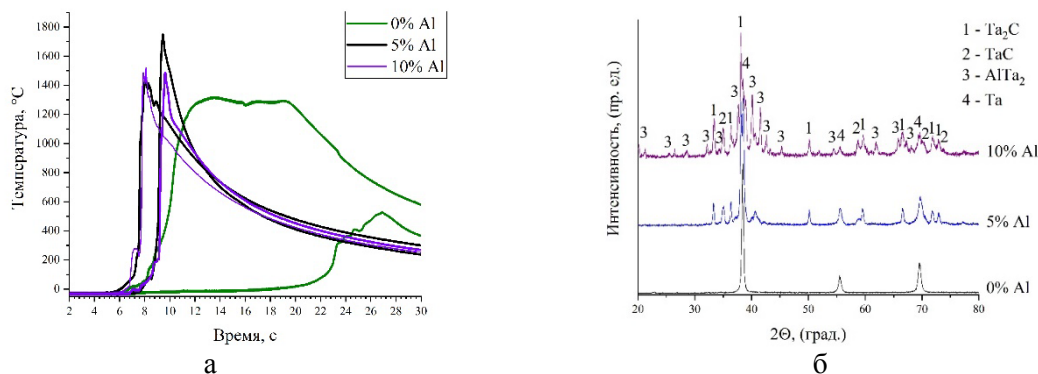 1800
1600
1400
1200
1000
800
600
400
200
0
Температура, °C
0% Al
5% Al
10% Al
2 4 6 8 10 12 14 16 18 20 22 24 26 28 30
Время, с
а
Интенсивность, (пр. ед.)
1 - Ta₂C
2 - TaC
3 - AlTa₂
4 - Ta
1
4
3 3 3
3 3 3 3 3 1 3 2 1 3 3 1 3 4 2 1 3 3 1 3 4 2 1 2
10% Al
5% Al
0% Al
20 30 40 50 60 70 80
2Θ, (град.)
б